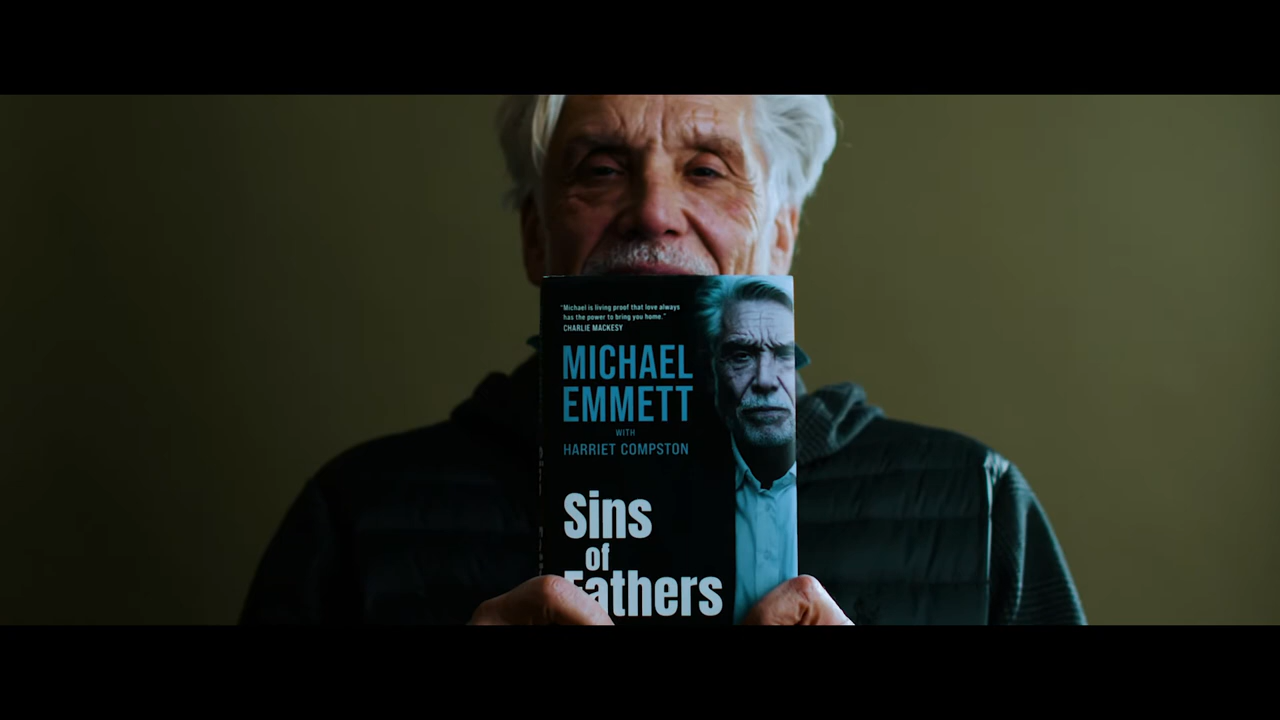 "Michael is living proof that love always
has the power to bring you home."
CHARLIE MACKESY
MICHAEL
EMMETT
WITH
HARRIET COMPSTON
Sins
of
Fathers